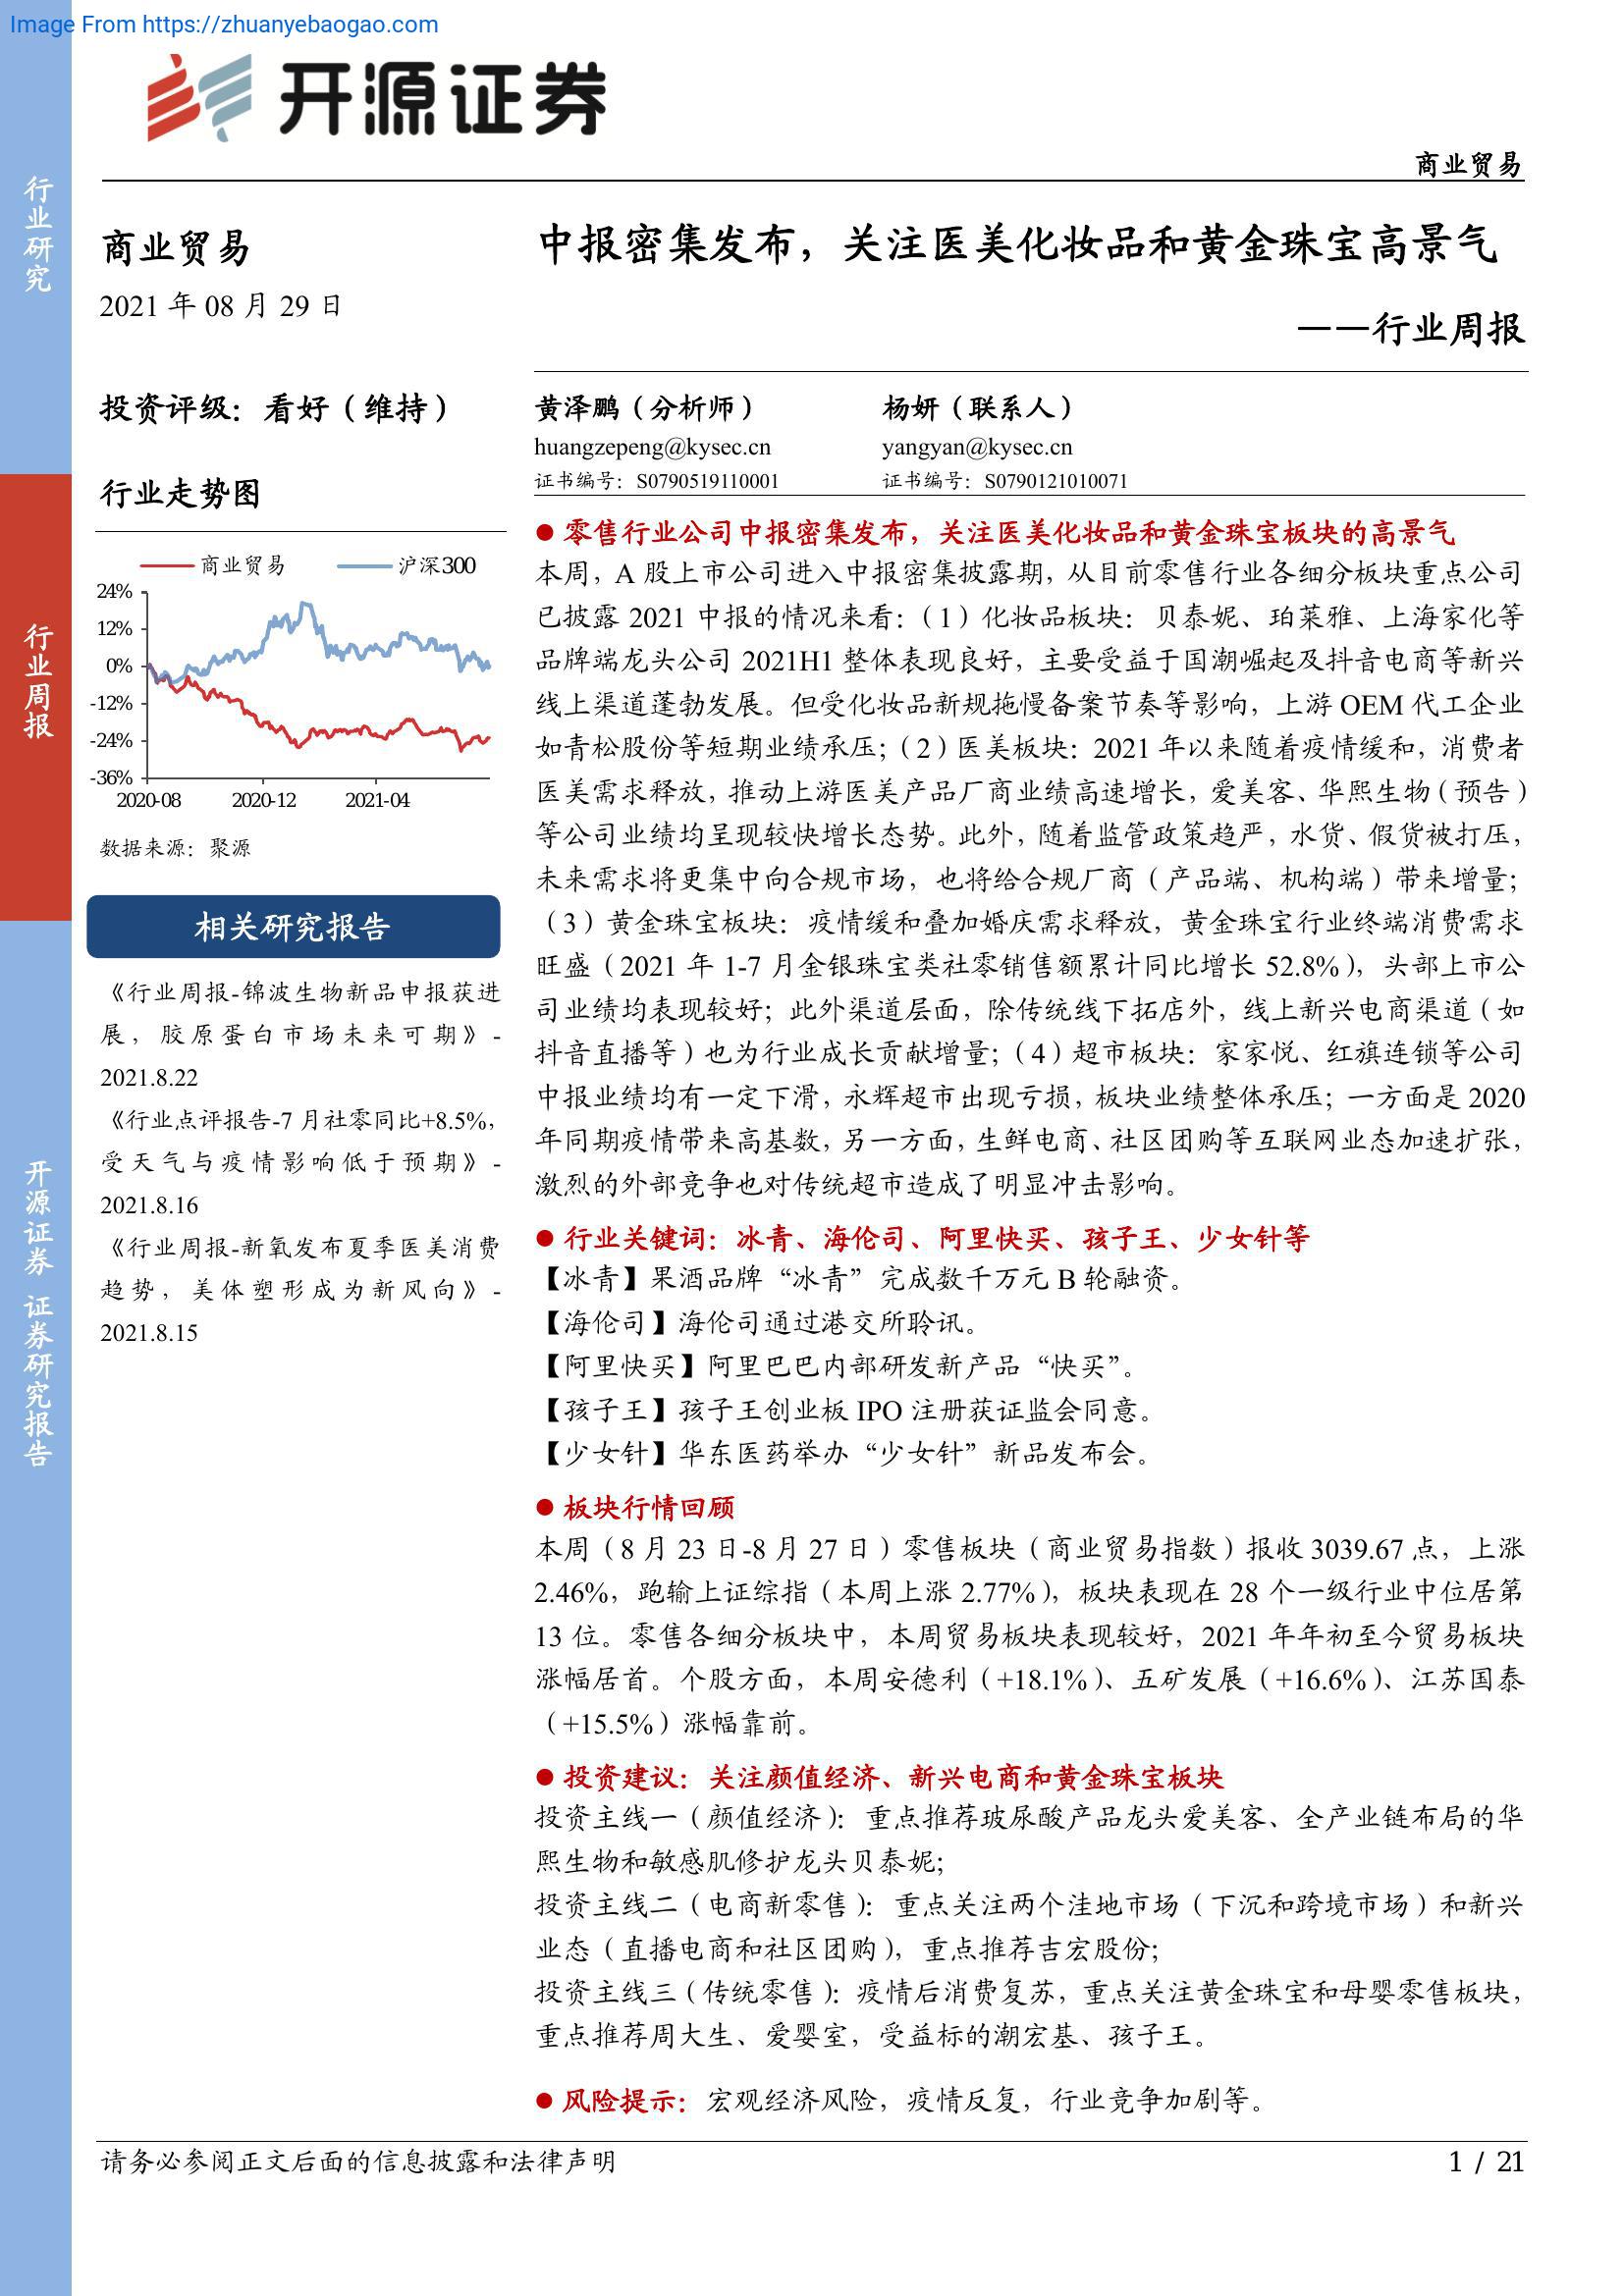 Image From https://zhuanyebaogao.com
开源证券
商业贸易
行业研究
行业周报
开源证券 证券研究报告
商业贸易
2021 年 08 月 29 日
中报密集发布，关注医美化妆品和黄金珠宝高景气
——行业周报
投资评级：看好（维持）
行业走势图
商业贸易 沪深300
24%
12%
0%
-12%
-24%
-36%
2020-08 2020-12 2021-04
数据来源：聚源
相关研究报告
《行业周报-锦波生物新品申报获进
展，胶原蛋白市场未来可期》-
2021.8.22
《行业点评报告-7 月社零同比+8.5%，
受天气与疫情影响低于预期》-
2021.8.16
《行业周报-新氧发布夏季医美消费
趋势，美体塑形成为新风向》-
2021.8.15
黄泽鹏（分析师） 杨妍（联系人）
huangzepeng@kysec.cn yangyan@kysec.cn
证书编号：S0790519110001 证书编号：S0790121010071
● 零售行业公司中报密集发布，关注医美化妆品和黄金珠宝板块的高景气
本周，A 股上市公司进入中报密集披露期，从目前零售行业各细分板块重点公司
已披露 2021 中报的情况来看：（1）化妆品板块：贝泰妮、珀莱雅、上海家化等
品牌端龙头公司 2021H1 整体表现良好，主要受益于国潮崛起及抖音电商等新兴
线上渠道蓬勃发展。但受化妆品新规拖慢备案节奏等影响，上游 OEM 代工企业
如青松股份等短期业绩承压；（2）医美板块：2021 年以来随着疫情缓和，消费者
医美需求释放，推动上游医美产品厂商业绩高速增长，爱美客、华熙生物（预告）
等公司业绩均呈现较快增长态势。此外，随着监管政策趋严，水货、假货被打压，
未来需求将更集中向合规市场，也将给合规厂商（产品端、机构端）带来增量；
（3）黄金珠宝板块：疫情缓和叠加婚庆需求释放，黄金珠宝行业终端消费需求
旺盛（2021 年 1-7 月金银珠宝类社零销售额累计同比增长 52.8%），头部上市公
司业绩均表现较好；此外渠道层面，除传统线下拓店外，线上新兴电商渠道（如
抖音直播等）也为行业成长贡献增量；（4）超市板块：家家悦、红旗连锁等公司
中报业绩均有一定下滑，永辉超市出现亏损，板块业绩整体承压；一方面是 2020
年同期疫情带来高基数，另一方面，生鲜电商、社区团购等互联网业态加速扩张，
激烈的外部竞争也对传统超市造成了明显冲击影响。
● 行业关键词：冰青、海伦司、阿里快买、孩子王、少女针等
【冰青】果酒品牌“冰青”完成数千万元 B 轮融资。
【海伦司】海伦司通过港交所聆讯。
【阿里快买】阿里巴巴内部研发新产品“快买”。
【孩子王】孩子王创业板 IPO 注册获证监会同意。
【少女针】华东医药举办“少女针”新品发布会。
● 板块行情回顾
本周（8 月 23 日-8 月 27 日）零售板块（商业贸易指数）报收 3039.67 点，上涨
2.46%，跑输上证综指（本周上涨 2.77%），板块表现在 28 个一级行业中位居第
13 位。零售各细分板块中，本周贸易板块表现较好，2021 年年初至今贸易板块
涨幅居首。个股方面，本周安德利（+18.1%）、五矿发展（+16.6%）、江苏国泰
（+15.5%）涨幅靠前。
● 投资建议：关注颜值经济、新兴电商和黄金珠宝板块
投资主线一（颜值经济）：重点推荐玻尿酸产品龙头爱美客、全产业链布局的华
熙生物和敏感肌修护龙头贝泰妮；
投资主线二（电商新零售）：重点关注两个洼地市场（下沉和跨境市场）和新兴
业态（直播电商和社区团购），重点推荐吉宏股份；
投资主线三（传统零售）：疫情后消费复苏，重点关注黄金珠宝和母婴零售板块，
重点推荐周大生、爱婴室，受益标的潮宏基、孩子王。
● 风险提示：宏观经济风险，疫情反复，行业竞争加剧等。
请务必参阅正文后面的信息披露和法律声明 1 / 21